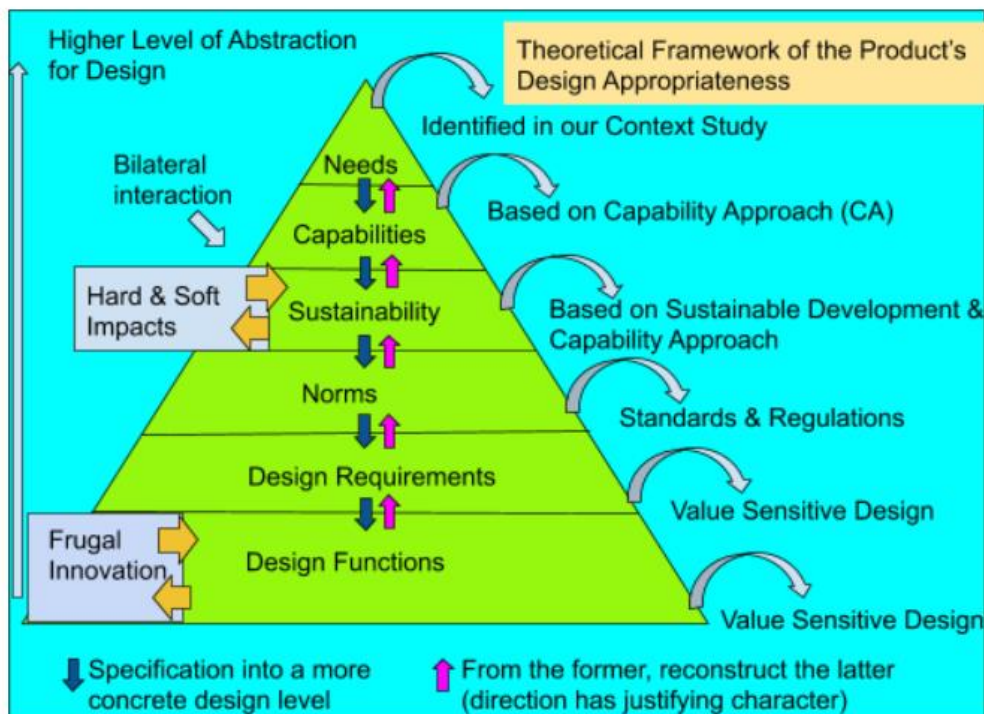 Higher Level of Abstraction
for Design
Theoretical Framework of the Product's
Design Appropriateness
Identified in our Context Study
Needs
Bilateral
interaction
Based on Capability Approach (CA)
Capabilities
Hard & Soft
Impacts
Sustainability
Based on Sustainable Development &
Capability Approach
Norms
Standards & Regulations
Design Requirements
Value Sensitive Design
Frugal
Innovation
Design Functions
Value Sensitive Design
Specification into a more
concrete design level
From the former, reconstruct the latter
(direction has justifying character)